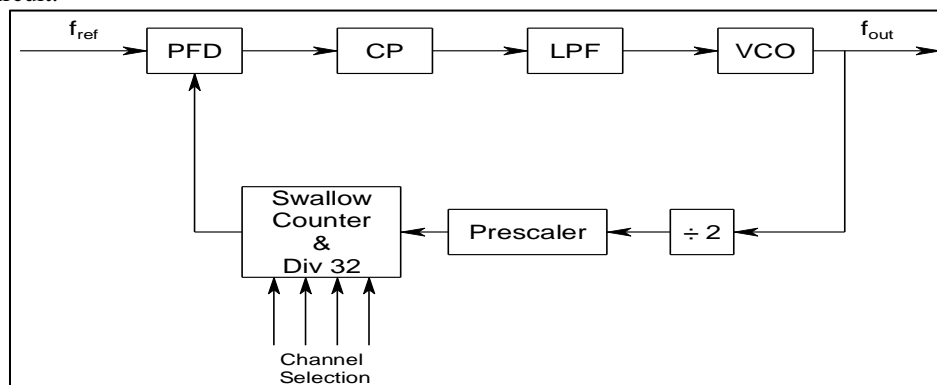 f_ref
PFD
CP
LPF
VCO
f_out
Swallow
Counter
&
Div 32
Prescaler
÷ 2
Channel
Selection